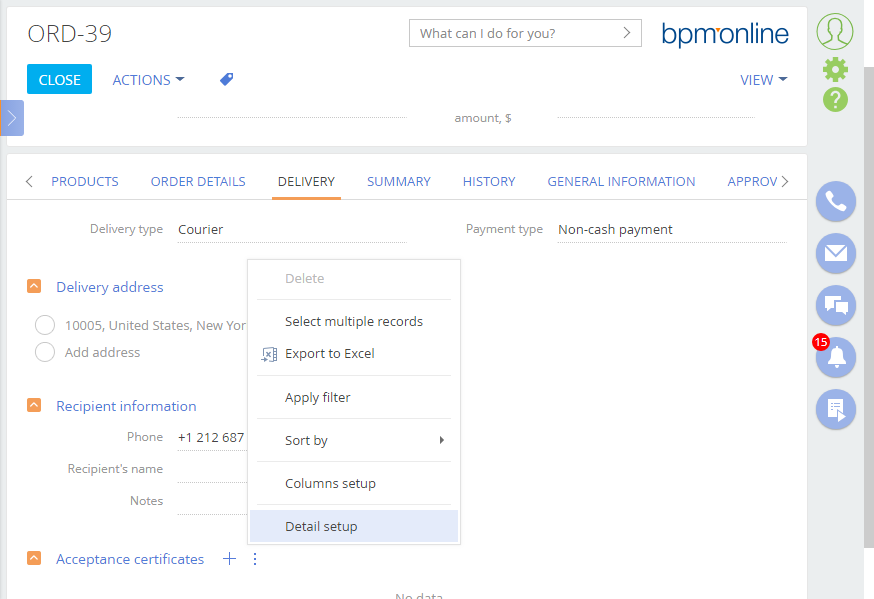 ORD-39
What can I do for you?
bpm'online
CLOSE
ACTIONS
VIEW
amount, $
PRODUCTS
ORDER DETAILS
DELIVERY
SUMMARY
HISTORY
GENERAL INFORMATION
APPROV
Delivery type
Courier
Payment type
Non-cash payment
Delivery address
10005, United States, New Yor
Add address
Recipient information
Phone
+1 212 687
Recipient's name
Notes
Delete
Select multiple records
Export to Excel
Apply filter
Sort by
Columns setup
Detail setup
Acceptance certificates
No data
15